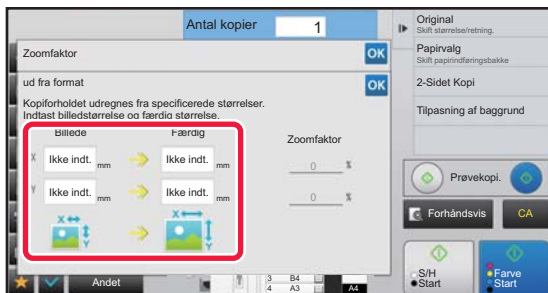 Antal kopier 1
Original
Skift størrelse/retning.
Zoomfaktor OK
Papirvalg
Skift papirindføringsbakke
ud fra format OK
2-Sidet Kopi
Kopiforholdet udregnes fra specificerede størrelser.
Indtast billedstørrelse og færdig størrelse.
Tilpasning af baggrund
Billede Færdig
Zoomfaktor
X Ikke indt. mm Ikke indt. mm 0 %
Y Ikke indt. mm Ikke indt. mm 0 %
Prøvekopi.
X X
Y Y
Forhåndsvis CA
Andet
3 B4
4 A3 A4
S/H
Start
Farve
Start